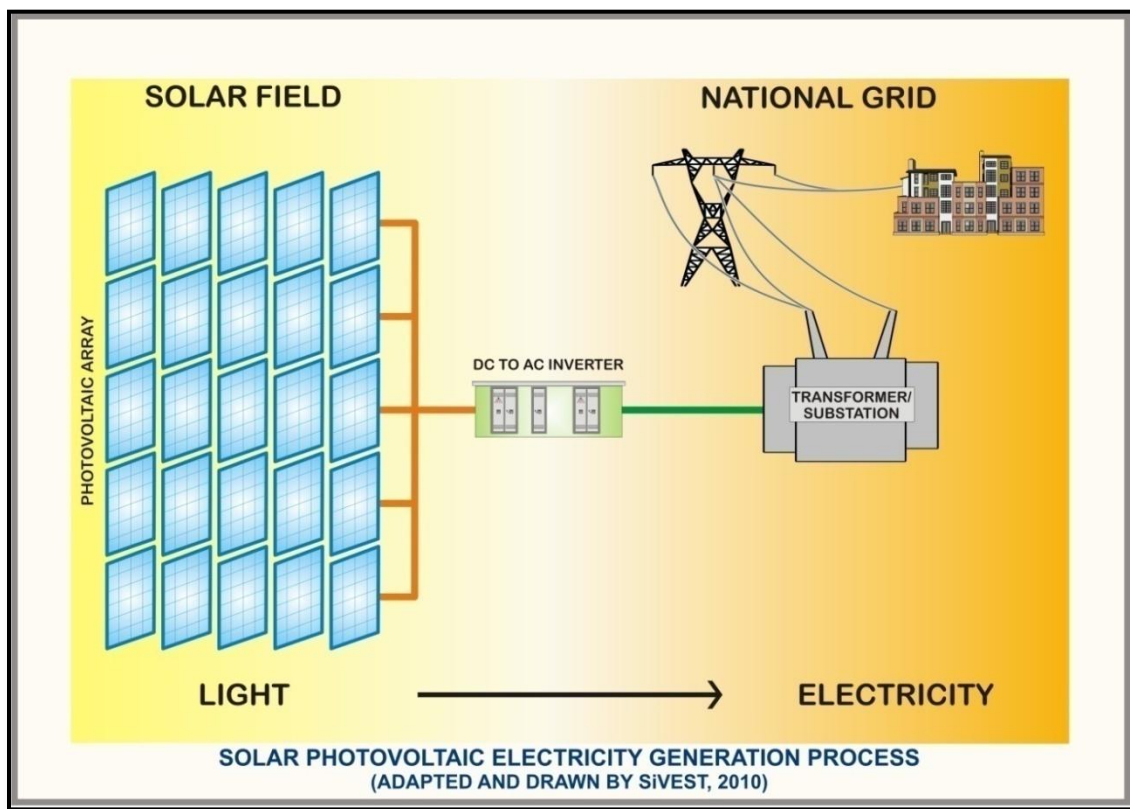 SOLAR FIELD
NATIONAL GRID
PHOTOVOLTAIC ARRAY
DC TO AC INVERTER
TRANSFORMER/
SUBSTATION
LIGHT
ELECTRICITY
SOLAR PHOTOVOLTAIC ELECTRICITY GENERATION PROCESS
(ADAPTED AND DRAWN BY SiVEST, 2010)